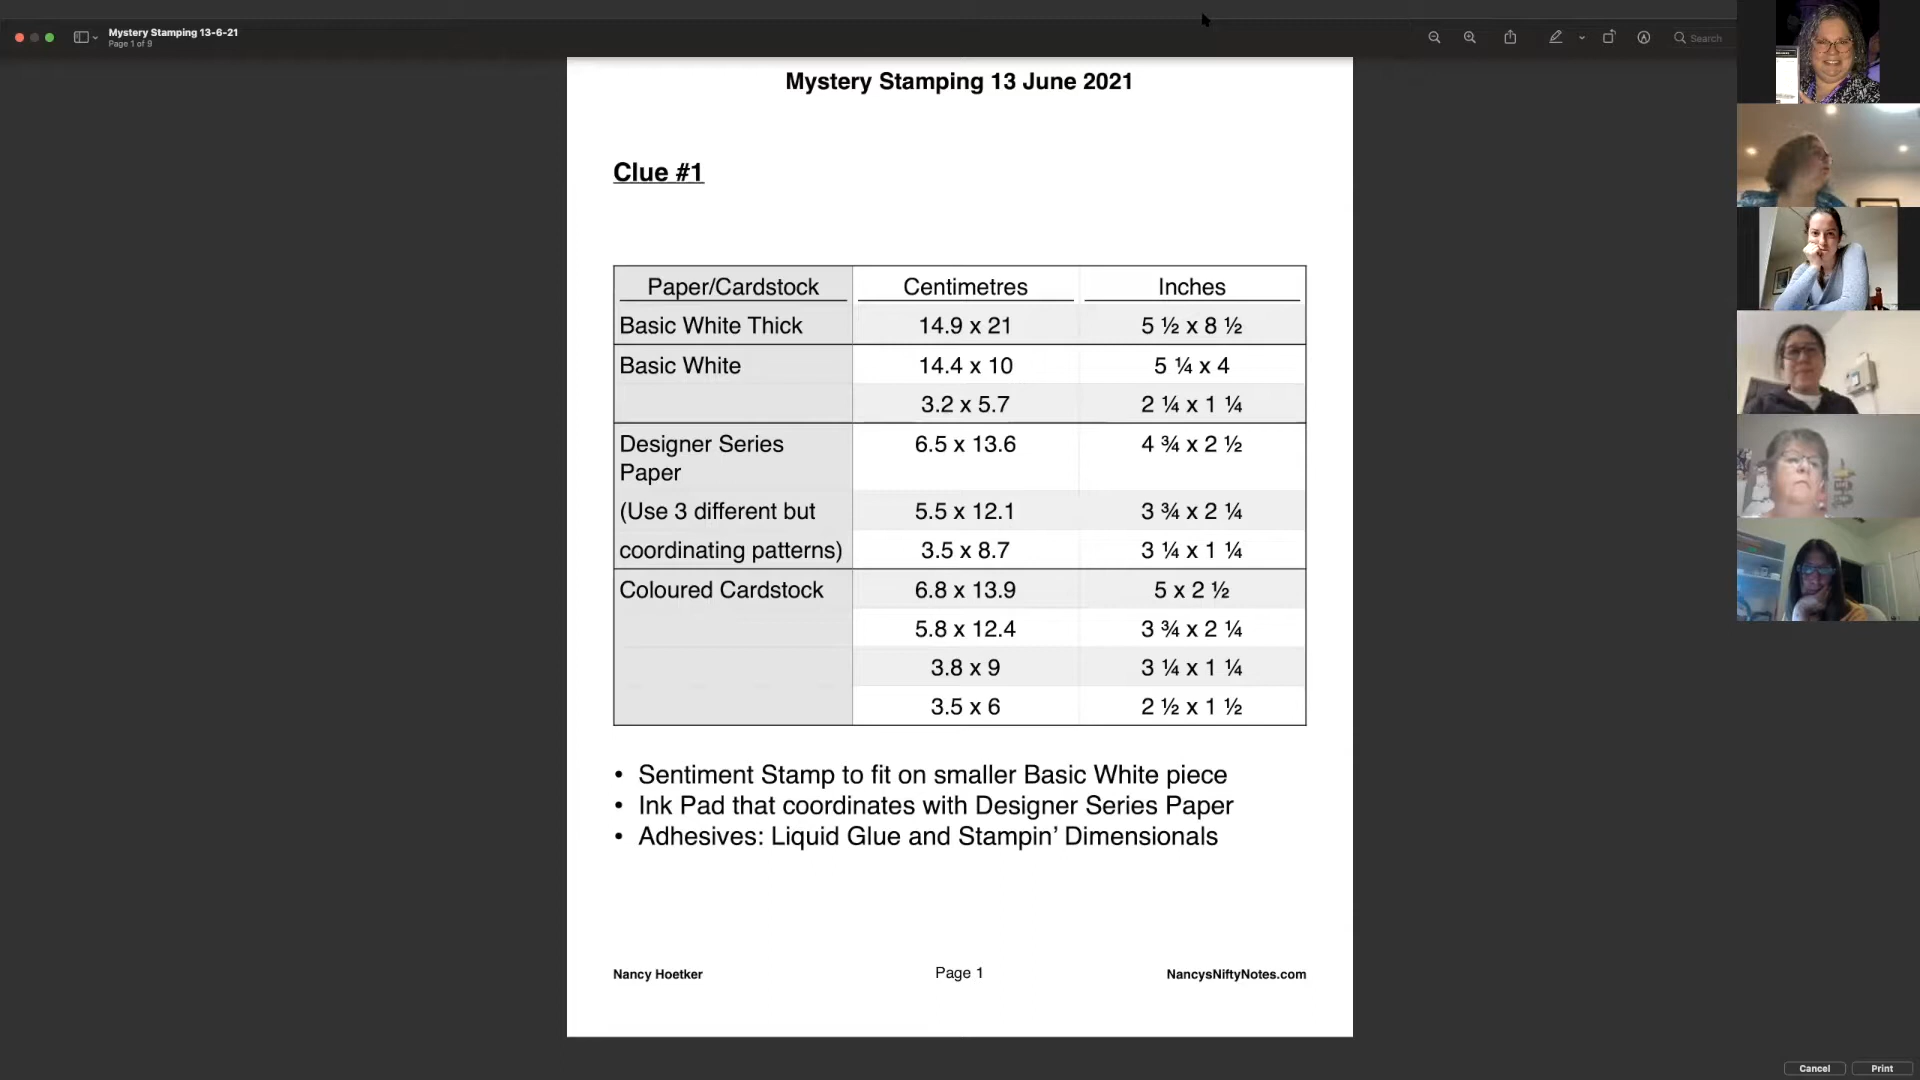 Mystery Stamping 13-6-21
Page 1 of 9
Search
Mystery Stamping 13 June 2021
Clue #1
Paper/Cardstock Centimetres Inches
Basic White Thick 14.9 x 21 5 ½ x 8 ½
Basic White 14.4 x 10 5 ¼ x 4
3.2 x 5.7 2 ¼ x 1 ¼
Designer Series 6.5 x 13.6 4 ¾ x 2 ½
Paper
(Use 3 different but 5.5 x 12.1 3 ¾ x 2 ¼
coordinating patterns) 3.5 x 8.7 3 ¼ x 1 ¼
Coloured Cardstock 6.8 x 13.9 5 x 2 ½
5.8 x 12.4 3 ¾ x 2 ¼
3.8 x 9 3 ¼ x 1 ¼
3.5 x 6 2 ½ x 1 ½
• Sentiment Stamp to fit on smaller Basic White piece
• Ink Pad that coordinates with Designer Series Paper
• Adhesives: Liquid Glue and Stampin’ Dimensionals
Nancy Hoetker Page 1 NancysNiftyNotes.com
Cancel Print